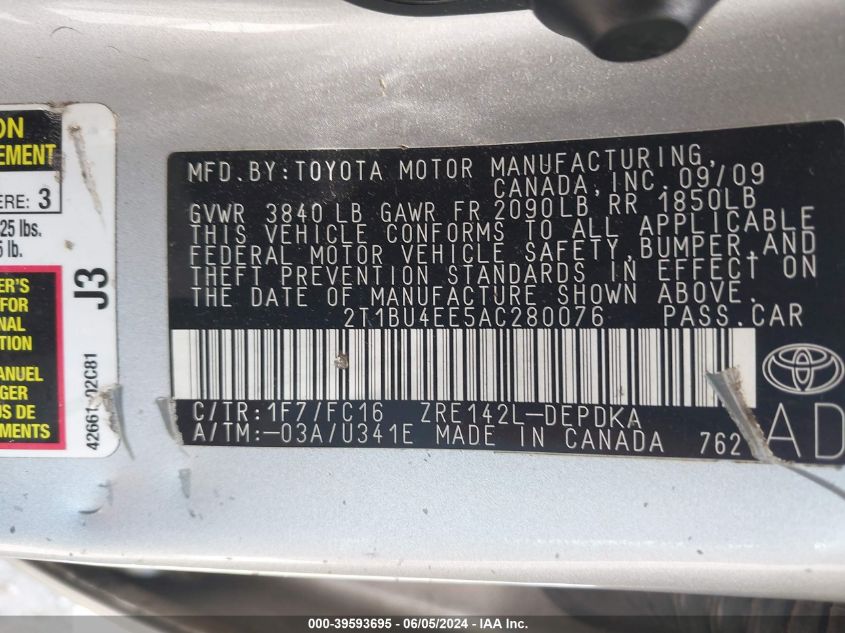 ON
EMENT
ERE: 3
25 lbs.
5 lb.
ER'S
FOR
NAL
TION
ANUEL
GER
US DE
MENTS
J3
42661-02C81
MFD.BY:TOYOTA MOTOR MANUFACTURING,
CANADA,INC. 09/09
GVWR 3840 LB GAWR FR 2090LB RR 1850LB
THIS VEHICLE CONFORMS TO ALL APPLICABLE
FEDERAL MOTOR VEHICLE SAFETY,BUMPER,AND
THEFT PREVENTION STANDARDS IN EFFECT ON
THE DATE OF MANUFACTURE SHOWN ABOVE.
2T1BU4EE5AC280076 PASS.CAR
C/TR:1F7/FC16 ZRE142L-DEPDKA
A/TM:-03A/U341E MADE IN CANADA 762
AD
000-39593695 - 06/05/2024 - IAAI.com